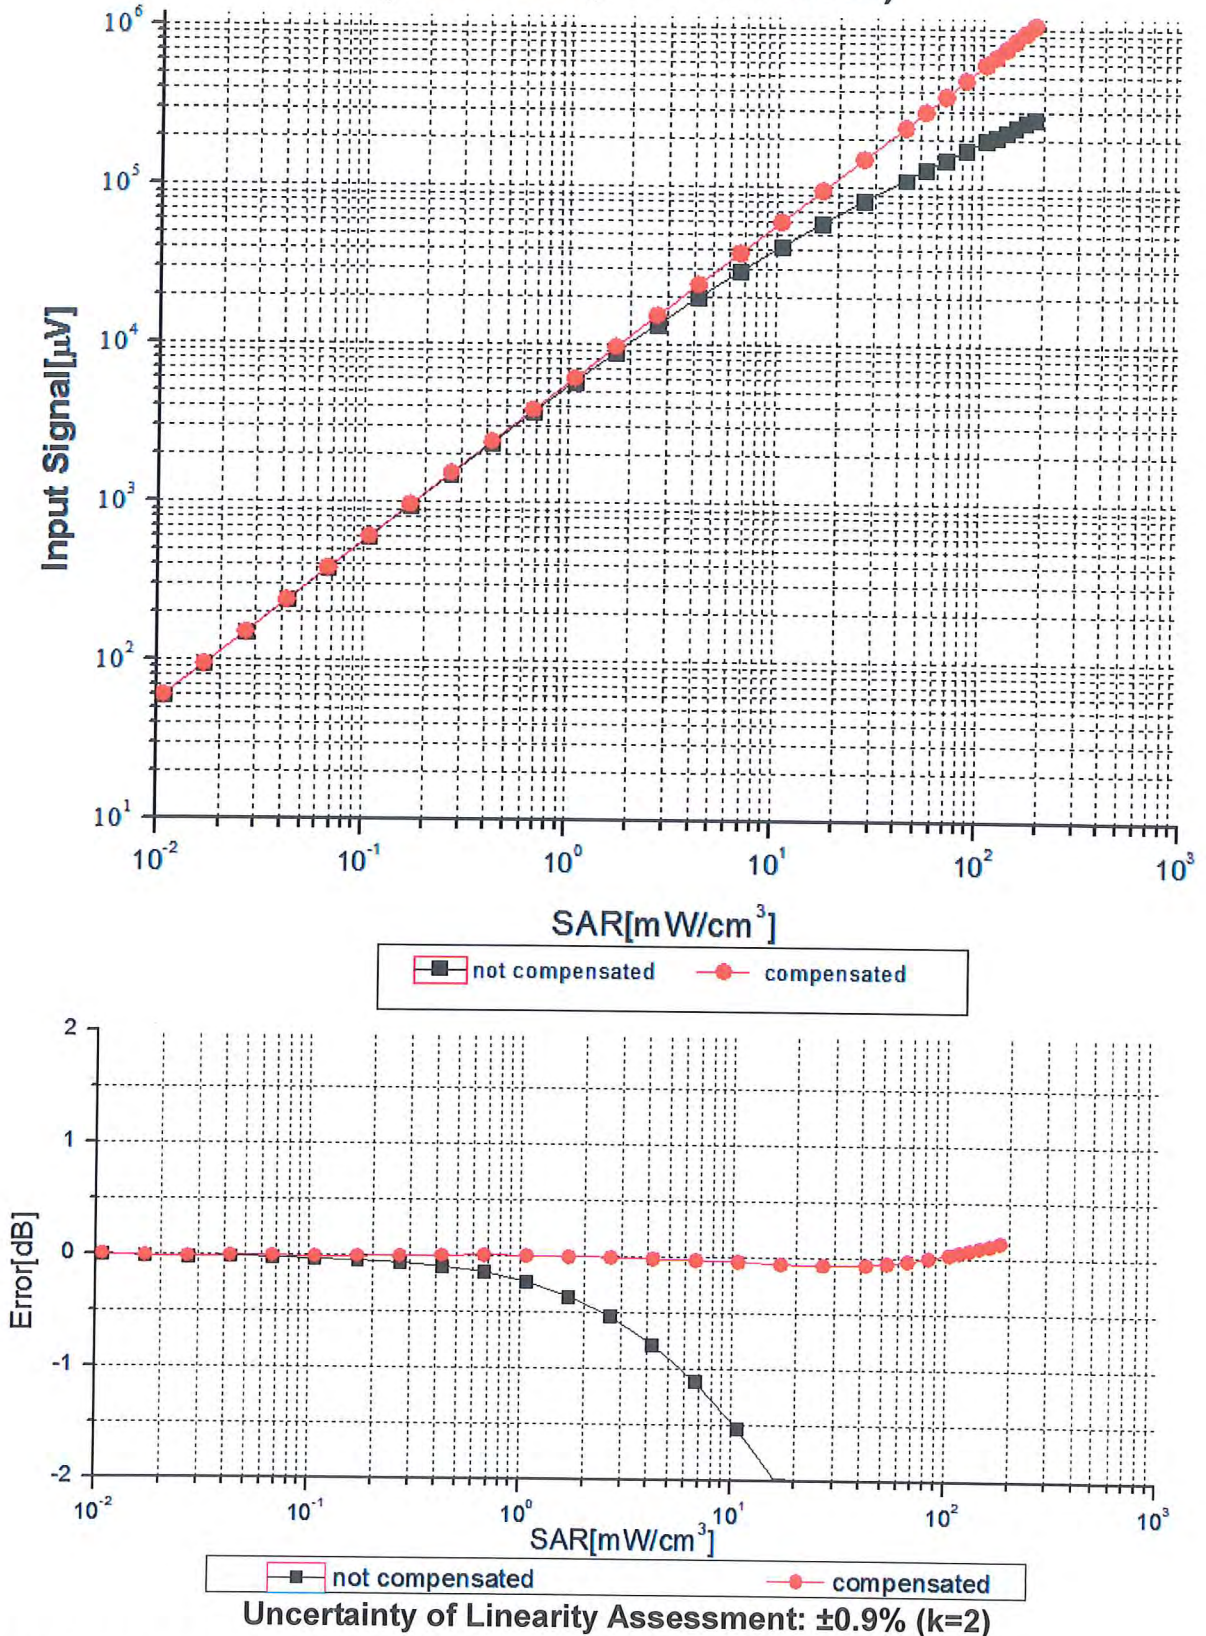 10⁶
10⁵
10⁴
10³
10²
10¹
Input Signal[µV]
10⁻² 10⁻¹ 10⁰ 10¹ 10² 10³
SAR[mW/cm³]
not compensated compensated
2
1
0
-1
-2
Error[dB]
10⁻² 10⁻¹ 10⁰ 10¹ 10² 10³
SAR[mW/cm³]
not compensated compensated
Uncertainty of Linearity Assessment: ±0.9% (k=2)